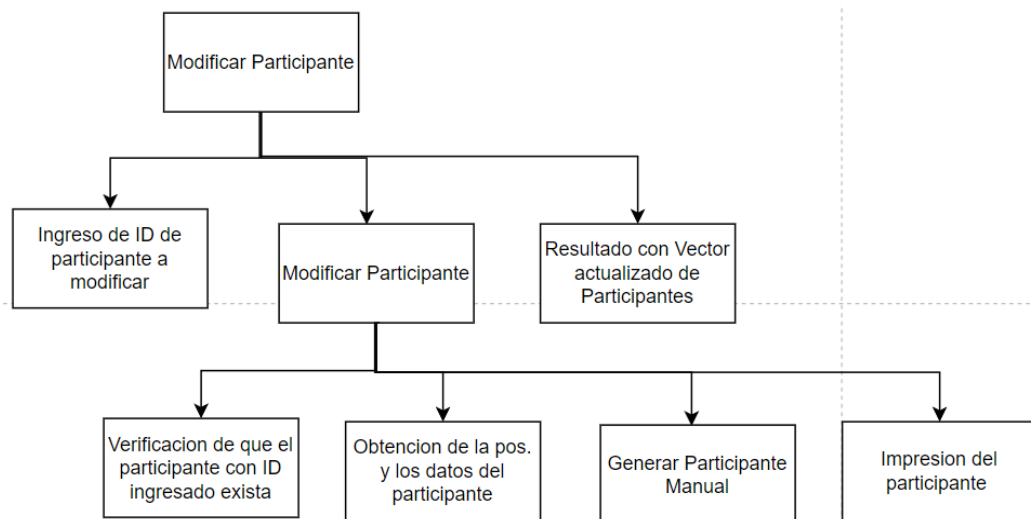 Modificar Participante
Ingreso de ID de
participante a
modificar
Modificar Participante
Resultado con Vector
actualizado de
Participantes
Verificacion de que el
participante con ID
ingresado exista
Obtencion de la pos.
y los datos del
participante
Generar Participante
Manual
Impresion del
participante